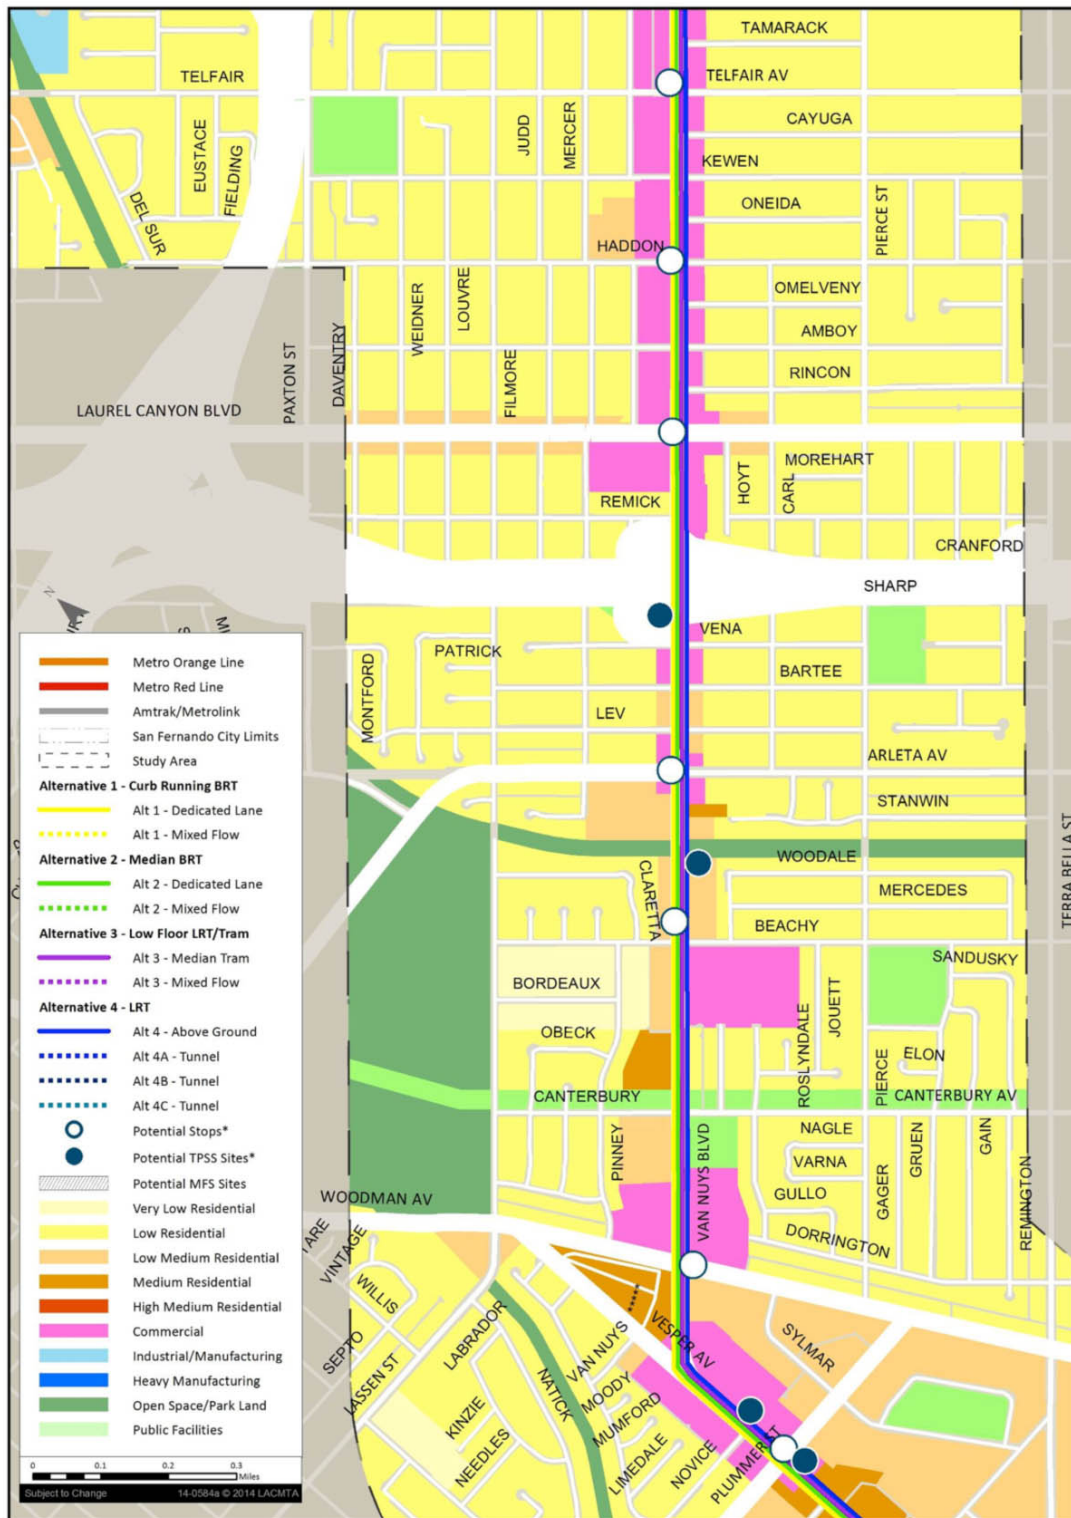 TAMARACK
TELFAIR
TELFAIR AV
CAYUGA
EUSTACE
JUDD
MERCER
FIELDING
KEWEN
DEL SUR
ONEIDA
PIERCE ST
HADDON
WEIDNER
LOUVRE
OMELVENY
AMBOY
PAXTON ST
DAVENTRY
FILMORE
RINCON
LAUREL CANYON BLVD
HOYT
CARL
MOREHART
REMICK
CRANFORD
SHARP
N
VENA
PATRICK
BARTEE
MONTFORD
LEV
ARLETA AV
STANWIN
WOODALE
CLARETTA
MERCEDES
TERRA BELLA ST
BEACHY
SANDUSKY
BORDEAUX
ROSLYNDALE
JOUETT
OBECK
PIERCE
ELON
CANTERBURY
CANTERBURY AV
PINNEY
VAN NUYS BLVD
NAGLE
VARNA
GAGER
GRUEN
GAIN
REMINGTON
GULLO
WOODMAN AV
DORRINGTON
VINTAGE
WILLIS
SEPTO
LASSEN ST
LABRADOR
NATICK
VAN NUYS
VESPER AV
SYLMAR
MOODY
MUMFORD
KINZIE
NEEDLES
LIMEDALE
NOVICE
PLUMMER ST
Metro Orange Line
Metro Red Line
Amtrak/Metrolink
San Fernando City Limits
Study Area
Alternative 1 - Curb Running BRT
Alt 1 - Dedicated Lane
Alt 1 - Mixed Flow
Alternative 2 - Median BRT
Alt 2 - Dedicated Lane
Alt 2 - Mixed Flow
Alternative 3 - Low Floor LRT/Tram
Alt 3 - Median Tram
Alt 3 - Mixed Flow
Alternative 4 - LRT
Alt 4 - Above Ground
Alt 4A - Tunnel
Alt 4B - Tunnel
Alt 4C - Tunnel
Potential Stops*
Potential TPSS Sites*
Potential MFS Sites
Very Low Residential
Low Residential
Low Medium Residential
Medium Residential
High Medium Residential
Commercial
Industrial/Manufacturing
Heavy Manufacturing
Open Space/Park Land
Public Facilities
0 0.1 0.2 0.3
Miles
Subject to Change 14-0584a © 2014 LACMTA